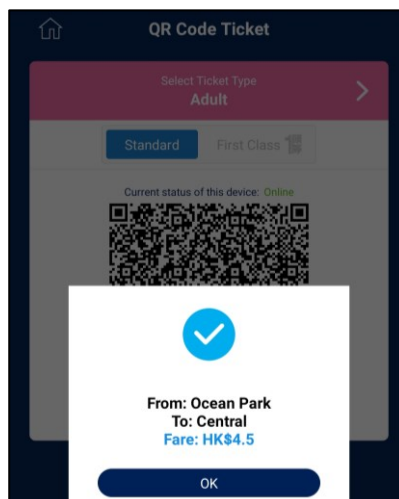 QR Code Ticket
Select Ticket Type
Adult
Standard First Class
Current status of this device: Online
From: Ocean Park
To: Central
Fare: HK$4.5
OK